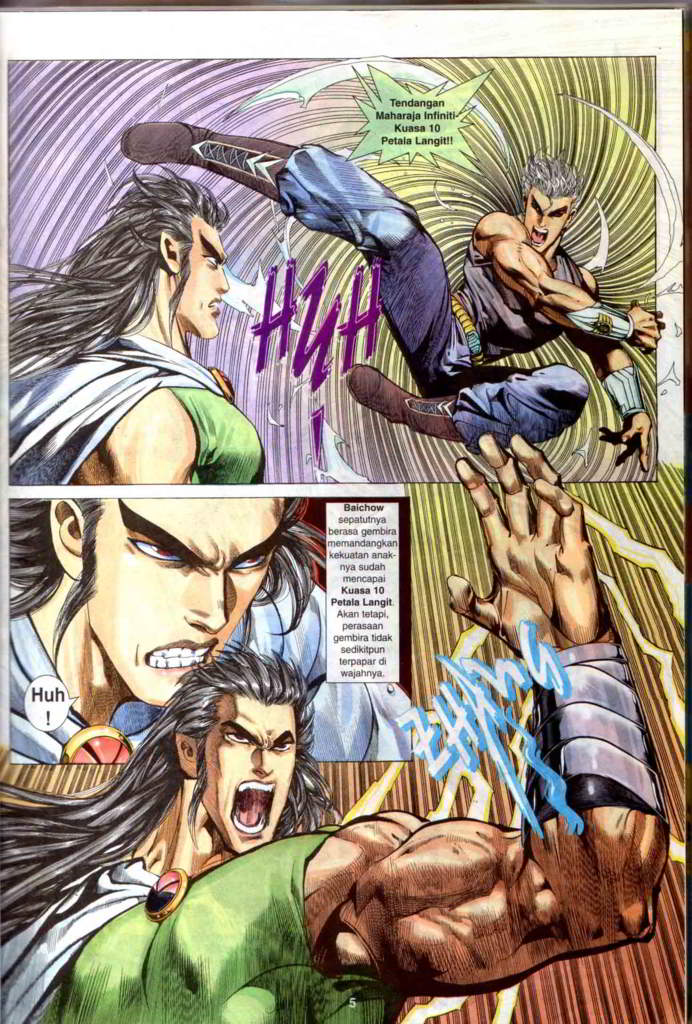 Tendangan
Maharaja Infiniti-
Kuasa 10
Petala Langit!!
HUH
!
Baichow
sepatutnya
berasa gembira
memandangkan
kekuatan anak-
nya sudah
mencapai
Kuasa 10
Petala Langit.
Akan tetapi,
perasaan
gembira tidak
sedikitpun
terpapar di
wajahnya.
Huh
!
ZHANG
5